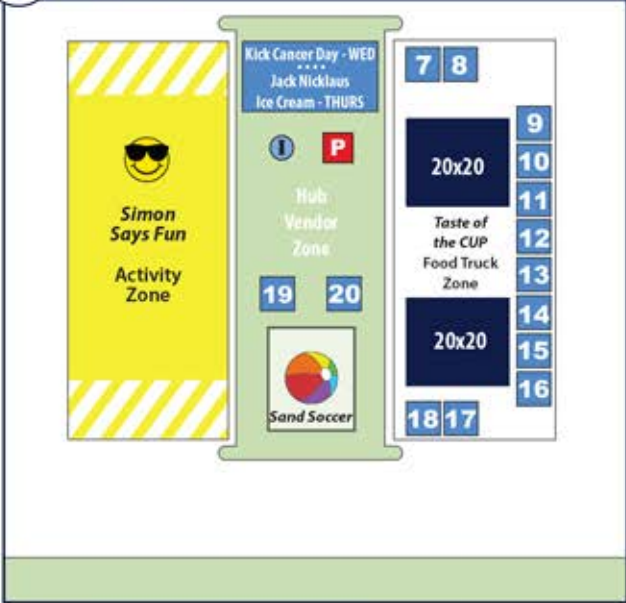 Simon
Says Fun
Activity
Zone
Kick Cancer Day - WED
Jack Nicklaus
Ice Cream - THURS
I
P
Hub
Vendor
Zone
19
20
Sand Soccer
7
8
20x20
Taste of
the CUP
Food Truck
Zone
20x20
9
10
11
12
13
14
15
16
18
17